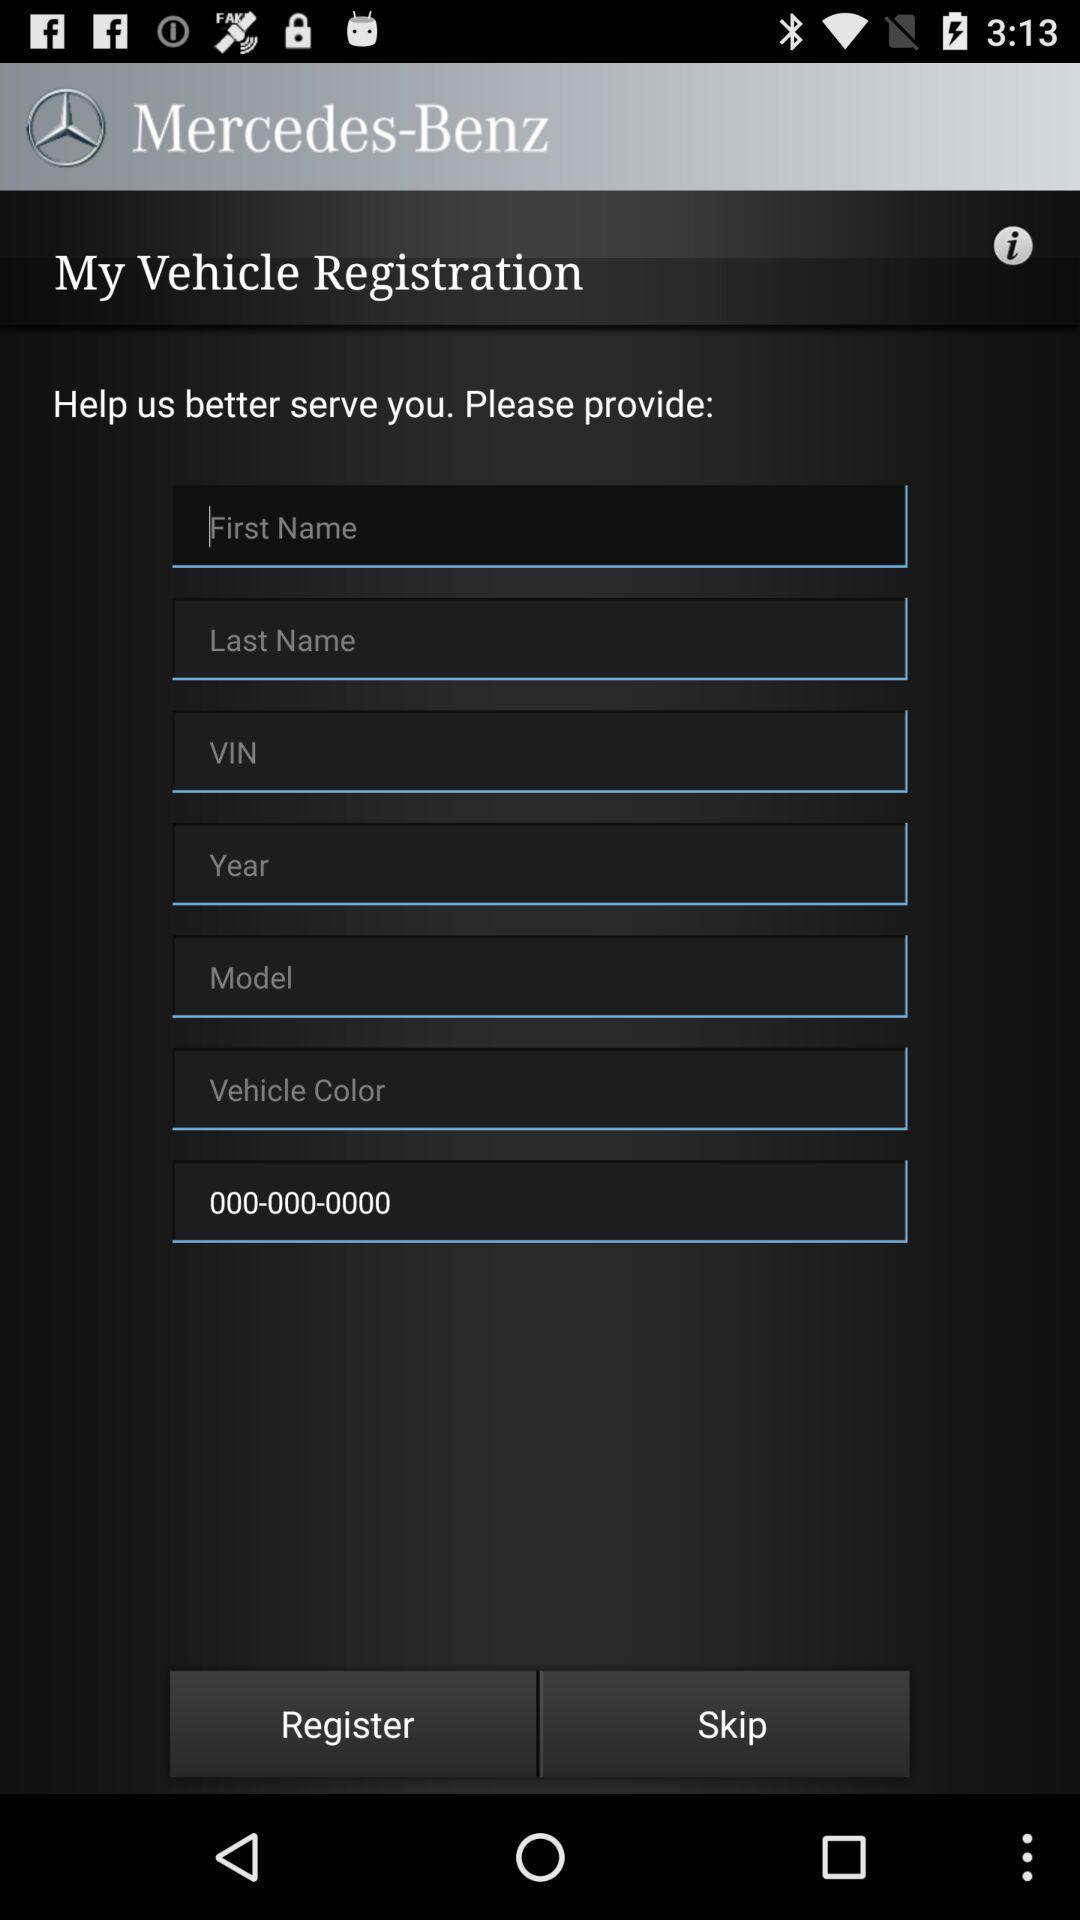 FAKE
3:13
Mercedes-Benz
My Vehicle Registration
Help us better serve you. Please provide:
First Name
Last Name
VIN
Year
Model
Vehicle Color
000-000-0000
Register
Skip